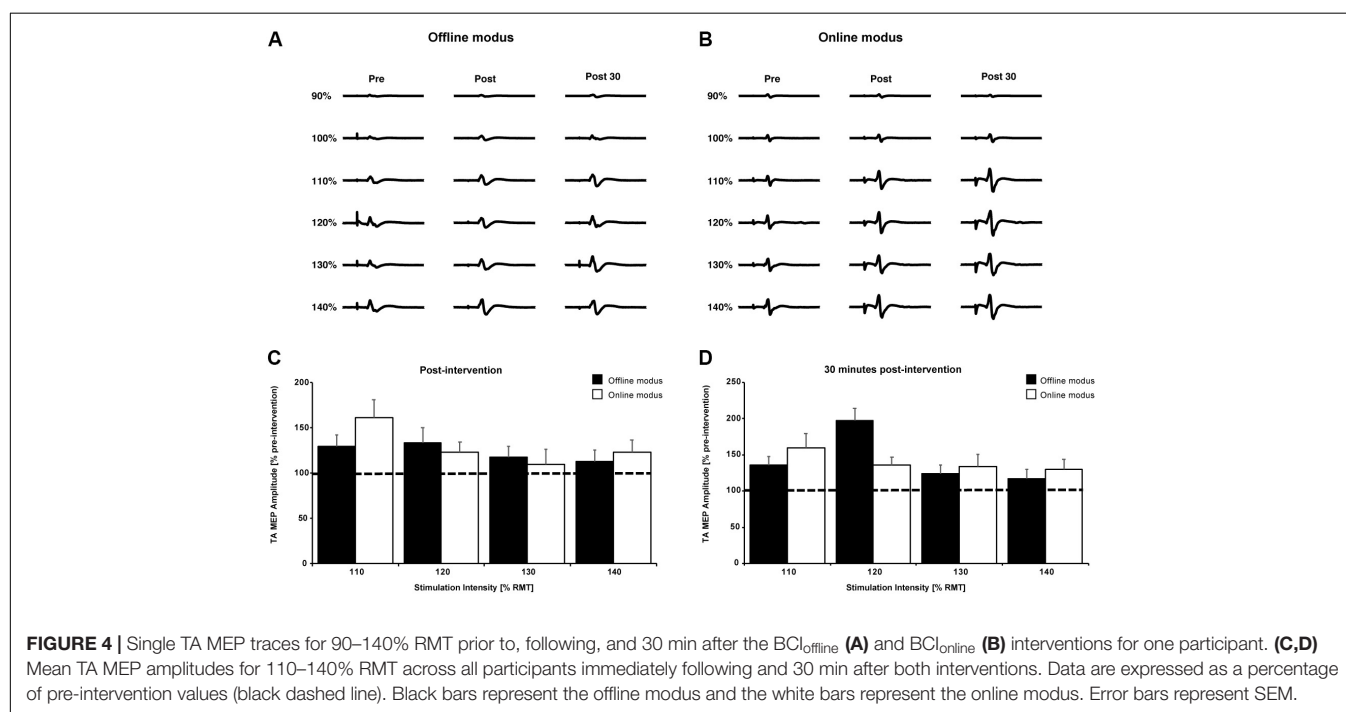 A Offline modus
Pre Post Post 30
90%
100%
110%
120%
130%
140%
B Online modus
Pre Post Post 30
90%
100%
110%
120%
130%
140%
C
Post-intervention
Offline modus
Online modus
TA MEP Amplitude [% pre-intervention)
200
150
100
50
0
110 120 130 140
Stimulation Intensity [% RMT]
D
30 minutes post-intervention
Offline modus
Online modus
TA MEP Amplitude (% pre-intervention]
250
200
150
100
50
0
110 120 130 140
Stimulation Intensity [% RMT]
FIGURE 4 | Single TA MEP traces for 90–140% RMT prior to, following, and 30 min after the BCIoffline (A) and BCIonline (B) interventions for one participant. (C,D)
Mean TA MEP amplitudes for 110–140% RMT across all participants immediately following and 30 min after both interventions. Data are expressed as a percentage
of pre-intervention values (black dashed line). Black bars represent the offline modus and the white bars represent the online modus. Error bars represent SEM.